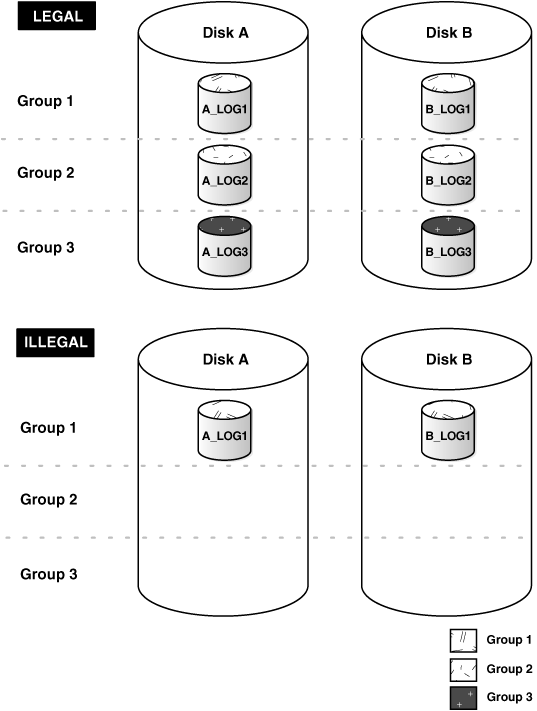 LEGAL
Disk A
Disk B
Group 1
A_LOG1
B_LOG1
Group 2
A_LOG2
B_LOG2
Group 3
A_LOG3
B_LOG3
ILLEGAL
Disk A
Disk B
Group 1
A_LOG1
B_LOG1
Group 2
Group 3
Group 1
Group 2
Group 3